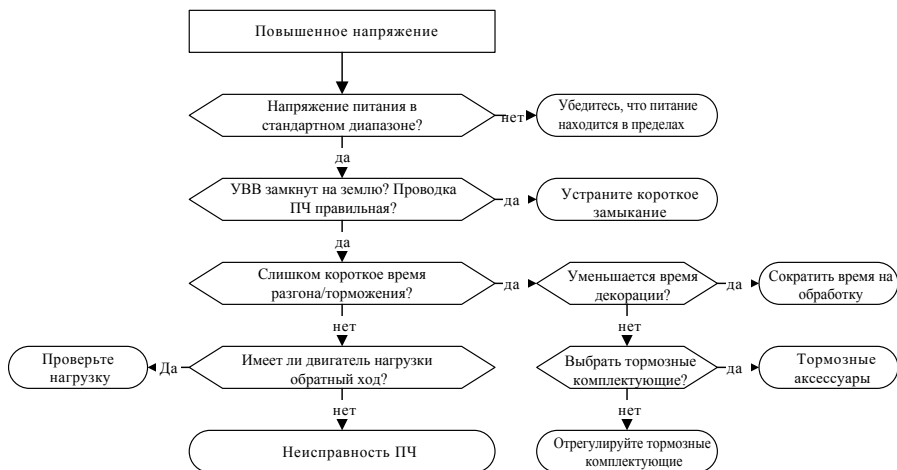 Повышенное напряжение
Напряжение питания в
стандартном диапазоне?
нет
Убедитесь, что питание
находится в пределах
да
УВВ замкнут на землю? Проводка
ПЧ правильная?
да
Устраните короткое
замыкание
да
Слишком короткое время
разгона/торможения?
да
Уменьшается время
декорации?
да
Сократить время на
обработку
нет
нет
Проверьте
нагрузку
Да
Имеет ли двигатель нагрузки
обратный ход?
Выбрать тормозные
комплектующие?
да
Тормозные
аксессуары
нет
нет
Неисправность ПЧ
Отрегулируйте тормозные
комплектующие